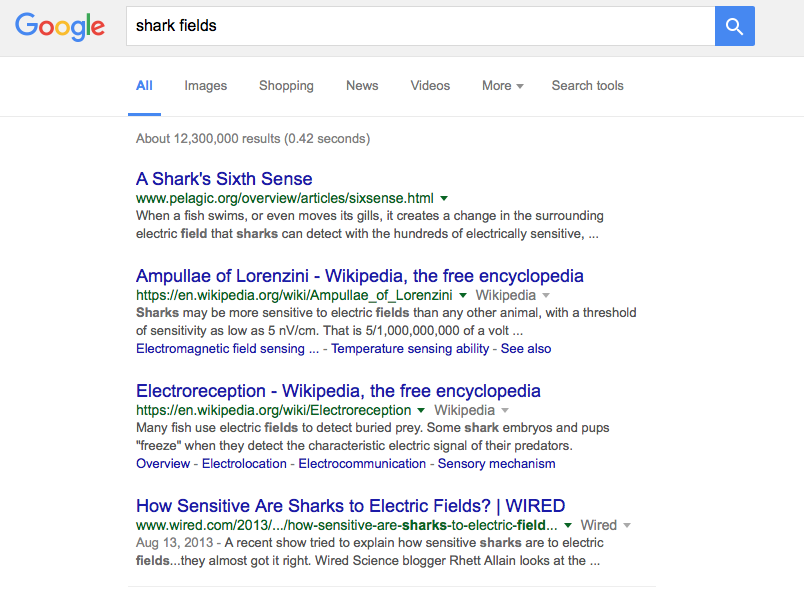 Google shark fields
All Images Shopping News Videos More Search tools
About 12,300,000 results (0.42 seconds)
A Shark's Sixth Sense
www.pelagic.org/overview/articles/sixsense.html
When a fish swims, or even moves its gills, it creates a change in the surrounding
electric field that sharks can detect with the hundreds of electrically sensitive, ...
Ampullae of Lorenzini - Wikipedia, the free encyclopedia
https://en.wikipedia.org/wiki/Ampullae_of_Lorenzini Wikipedia
Sharks may be more sensitive to electric fields than any other animal, with a threshold
of sensitivity as low as 5 nV/cm. That is 5/1,000,000,000 of a volt ...
Electromagnetic field sensing ... - Temperature sensing ability - See also
Electroreception - Wikipedia, the free encyclopedia
https://en.wikipedia.org/wiki/Electroreception Wikipedia
Many fish use electric fields to detect buried prey. Some shark embryos and pups
"freeze" when they detect the characteristic electric signal of their predators.
Overview - Electrolocation - Electrocommunication - Sensory mechanism
How Sensitive Are Sharks to Electric Fields? | WIRED
www.wired.com/2013/.../how-sensitive-are-sharks-to-electric-field... Wired
Aug 13, 2013 - A recent show tried to explain how sensitive sharks are to electric
fields...they almost got it right. Wired Science blogger Rhett Allain looks at the ...